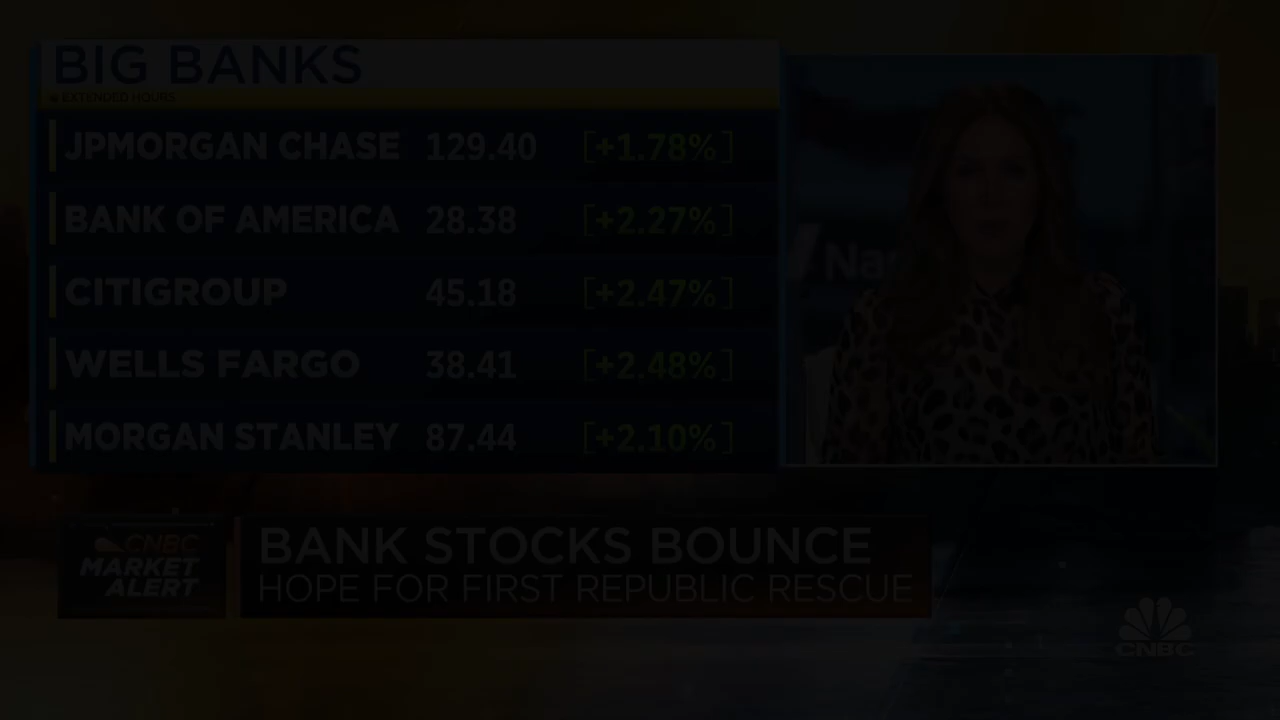 BIG BANKS
EXTENDED HOURS
JPMORGAN CHASE 129.40 [+1.78%]
BANK OF AMERICA 28.38 [+2.27%]
CITIGROUP 45.18 [+2.47%]
WELLS FARGO 38.41 [+2.48%]
MORGAN STANLEY 87.44 [+2.10%]
Na
CNBC
MARKET
ALERT
BANK STOCKS BOUNCE
HOPE FOR FIRST REPUBLIC RESCUE
CNBC